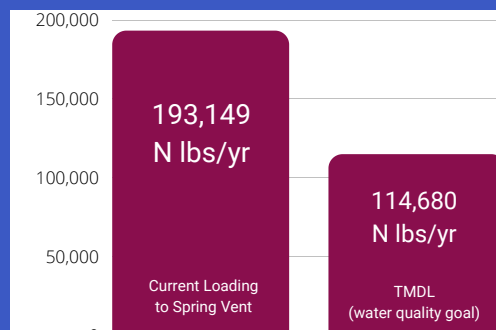 200,000
150,000
100,000
50,000
193,149
N lbs/yr
Current Loading
to Spring Vent
114,680
N lbs/yr
TMDL
(water quality goal)